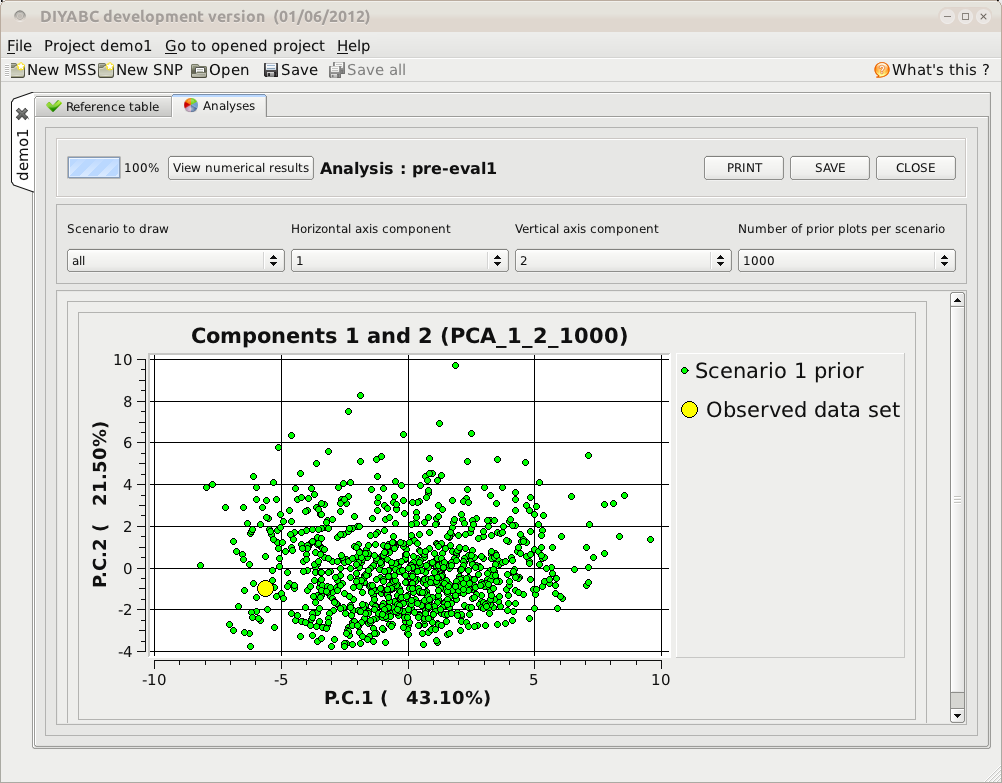 DIYABC development version (01/06/2012)
File Project demo1 Go to opened project Help
New MSS New SNP Open Save Save all What's this ?
Reference table Analyses
demo1
100% View numerical results Analysis : pre-eval1 PRINT SAVE CLOSE
Scenario to draw Horizontal axis component Vertical axis component Number of prior plots per scenario
all 1 2 1000
Components 1 and 2 (PCA_1_2_1000)
Scenario 1 prior
Observed data set
P.C.2 ( 21.50%)
10
8
6
4
2
0
-2
-4
-10 -5 0 5 10
P.C.1 ( 43.10%)